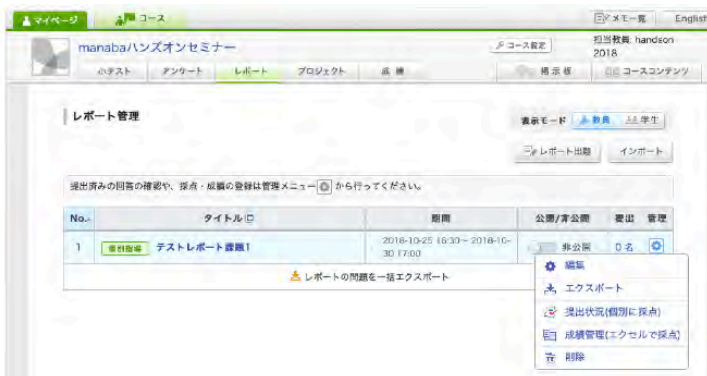 マイページ コース メモ一覧 English
manabaハンズオンセミナー コース設定 担当教員: handson
2018
小テスト アンケート レポート プロジェクト 成績 掲示板 コースコンテンツ
レポート管理 表示モード 教員 学生
レポート出題 インポート
提出済みの回答の確認や、採点・成績の登録は管理メニュー から行ってください。
No. タイトル 期間 公開/非公開 提出 管理
1 個別指導 テストレポート課題1 2018-10-25 16:30 ~ 2018-10-
30 17:00 非公開 0 名
レポートの問題を一括エクスポート
編集
エクスポート
提出状況(個別に採点)
成績管理(エクセルで採点)
削除